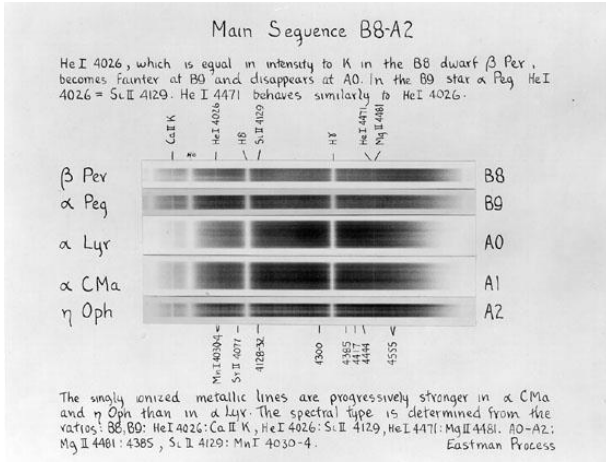 Main Sequence B8-A2
He I 4026, which is equal in intensity to K in the B8 dwarf β Per,
becomes fainter at B9 and disappears at A0. In the B9 star α Peg He I
4026 = Si II 4129. He I 4471 behaves similarly to He I 4026.
Ca II K
He I 4026
Hδ
Si II 4129
Hγ
He I 4471
Mg II 4481
β Per B8
α Peg B9
α Lyr A0
α CMa A1
η Oph A2
Mn I 4030-4
Sr II 4077
4128-32
4300
4385
4417
4444
4555
The singly ionized metallic lines are progressively stronger in α CMa
and η Oph than in α Lyr. The spectral type is determined from the
ratios: B8, B9: He I 4026: Ca II K, He I 4026: Si II 4129, He I 4471: Mg II 4481. A0-A2:
Mg II 4481: 4385, Si II 4129: Mn I 4030-4.
Eastman Process